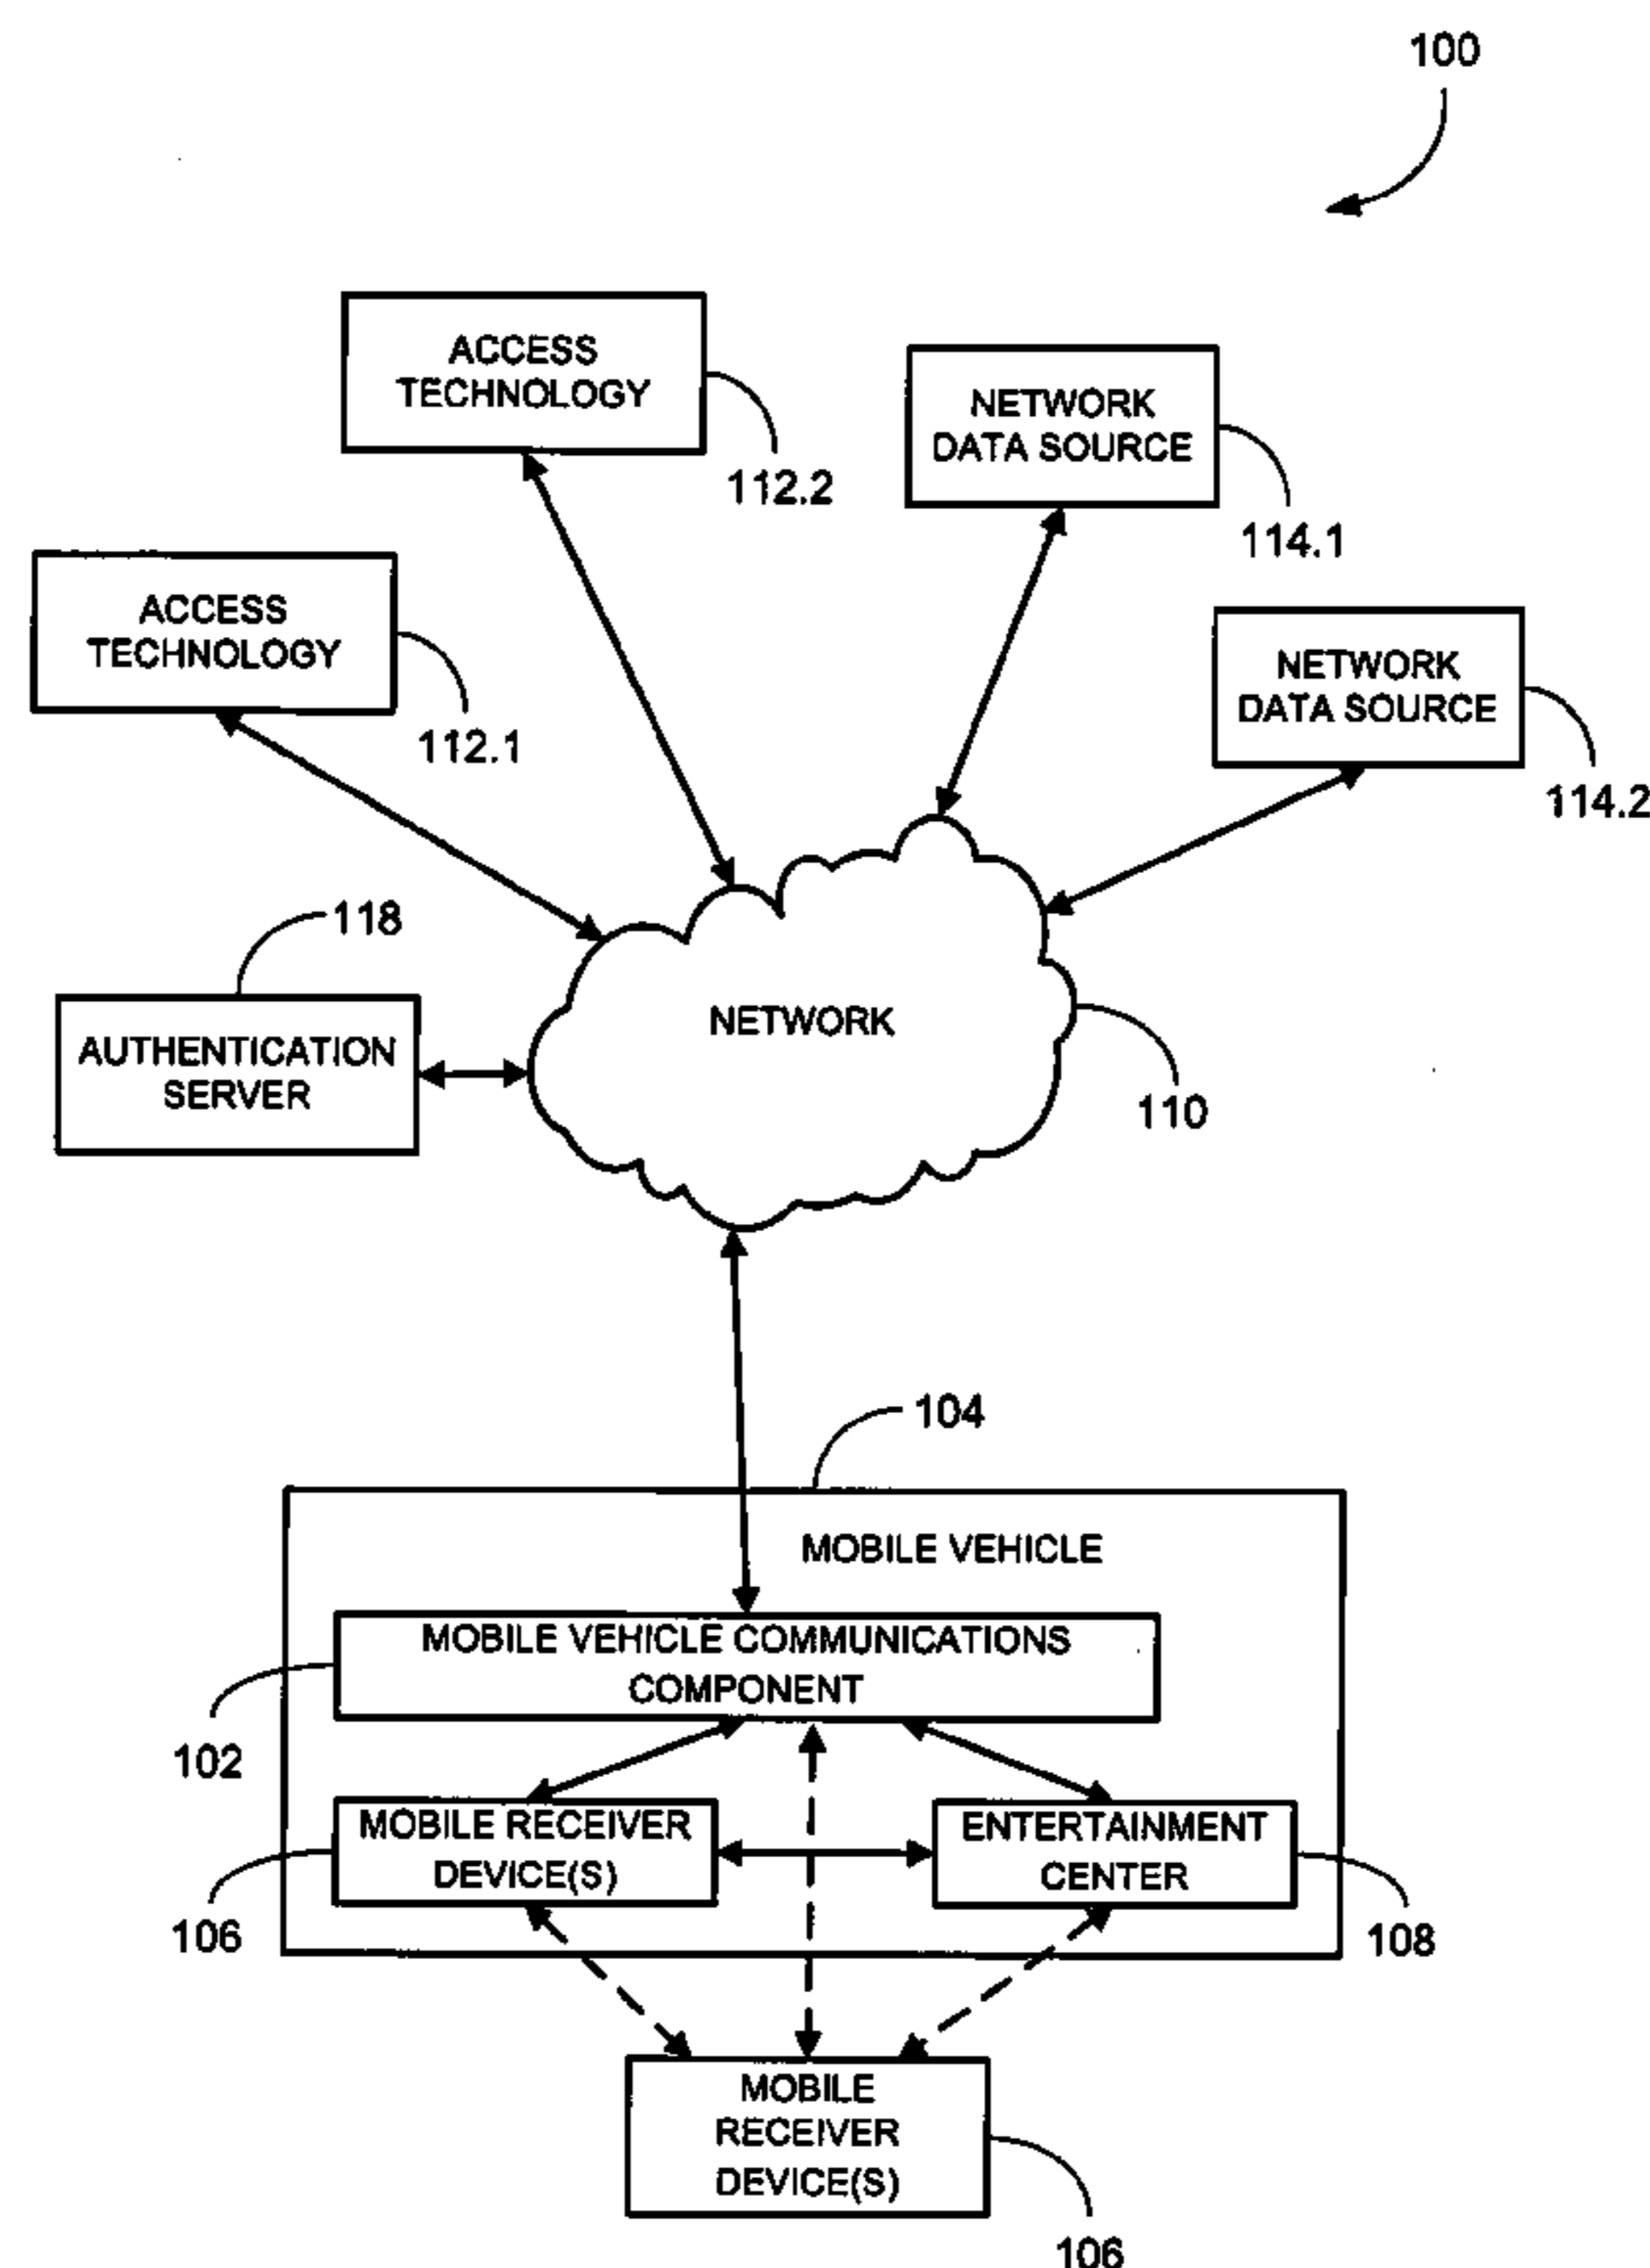 100
ACCESS
TECHNOLOGY
112.2
NETWORK
DATA SOURCE
114.1
ACCESS
TECHNOLOGY
112.1
NETWORK
DATA SOURCE
114.2
118
AUTHENTICATION
SERVER
NETWORK
110
104
MOBILE VEHICLE
MOBILE VEHICLE COMMUNICATIONS
COMPONENT
102
MOBILE RECEIVER
DEVICE(S)
106
ENTERTAINMENT
CENTER
108
MOBILE
RECEIVER
DEVICE(S)
106